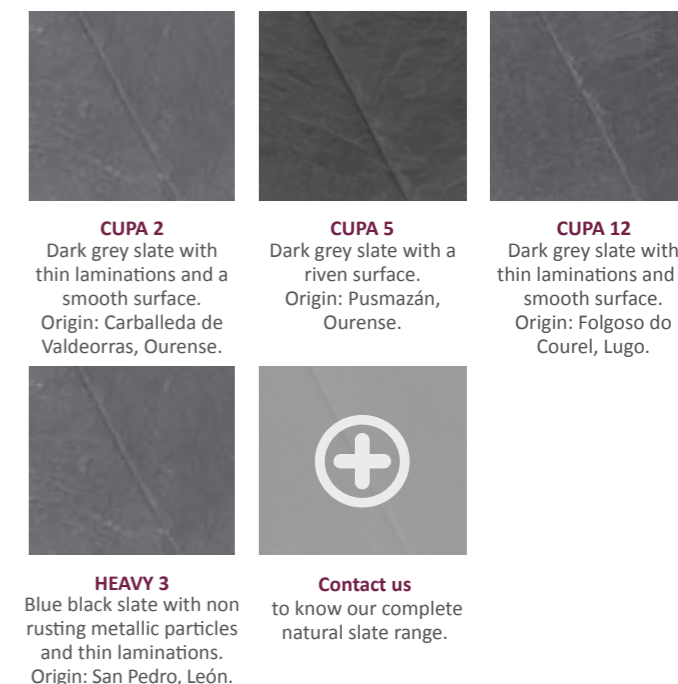 CUPA 2
Dark grey slate with
thin laminations and a
smooth surface.
Origin: Carballeda de
Valdeorras, Ourense.
CUPA 5
Dark grey slate with a
riven surface.
Origin: Pusmazán,
Ourense.
CUPA 12
Dark grey slate with
thin laminations and
smooth surface.
Origin: Folgoso do
Courel, Lugo.
HEAVY 3
Blue black slate with non
rusting metallic particles
and thin laminations.
Origin: San Pedro, León.
Contact us
to know our complete
natural slate range.